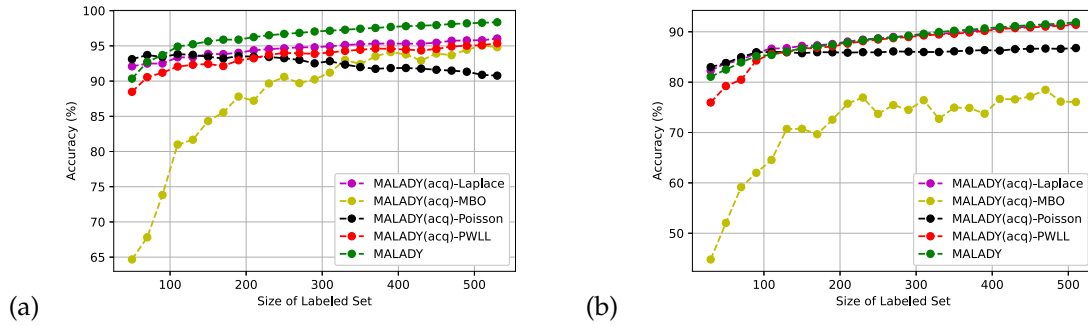 100
95
90
85
80
75
70
65
Accuracy (%)
100
200
300
400
500
Size of Labeled Set
MALADY(acq)-Laplace
MALADY(acq)-MBO
MALADY(acq)-Poisson
MALADY(acq)-PWLL
MALADY
(a)
90
80
70
60
50
Accuracy (%)
100
200
300
400
500
Size of Labeled Set
MALADY(acq)-Laplace
MALADY(acq)-MBO
MALADY(acq)-Poisson
MALADY(acq)-PWLL
MALADY
(b)